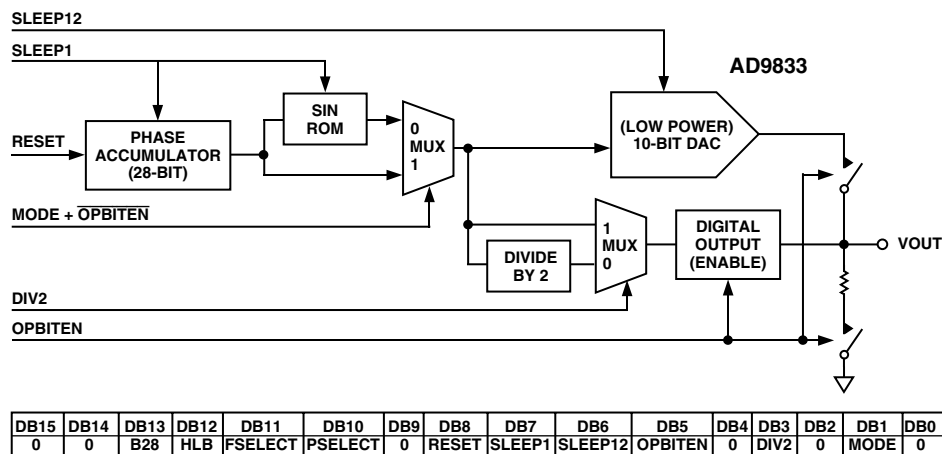 SLEEP12
SLEEP1
AD9833
RESET
PHASE
ACCUMULATOR
(28-BIT)
SIN
ROM
0
MUX
1
(LOW POWER)
10-BIT DAC
MODE + OPBITEN
DIVIDE
BY 2
1
MUX
0
DIGITAL
OUTPUT
(ENABLE)
VOUT
DIV2
OPBITEN
DB15 DB14 DB13 DB12 DB11 DB10 DB9 DB8 DB7 DB6 DB5 DB4 DB3 DB2 DB1 DB0
0 0 B28 HLB FSELECT PSELECT 0 RESET SLEEP1 SLEEP12 OPBITEN 0 DIV2 0 MODE 0